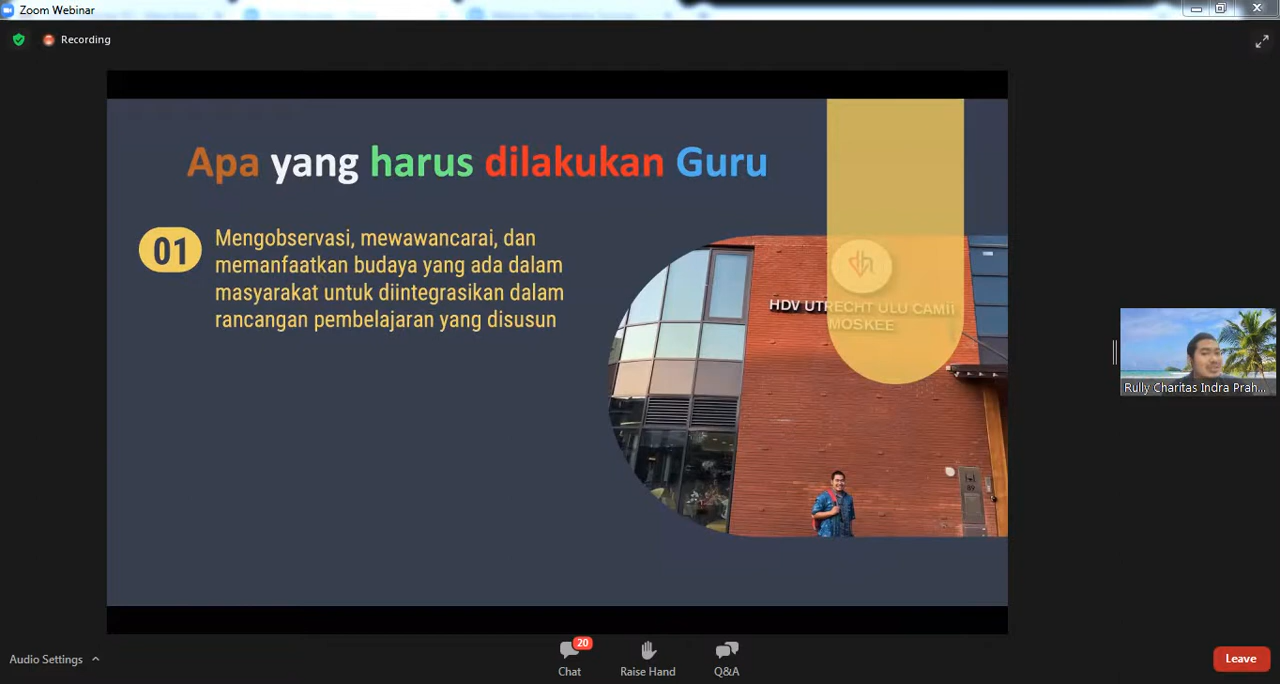 Zoom Webinar
Recording
Apa yang harus dilakukan Guru
01
Mengobservasi, mewawancarai, dan
memanfaatkan budaya yang ada dalam
masyarakat untuk diintegrasikan dalam
rancangan pembelajaran yang disusun
HDV UTRECHT ULU CAMII
MOSKEE
89
Rully Charitas Indra Prah...
Audio Settings
20
Chat
Raise Hand
Q&A
Leave